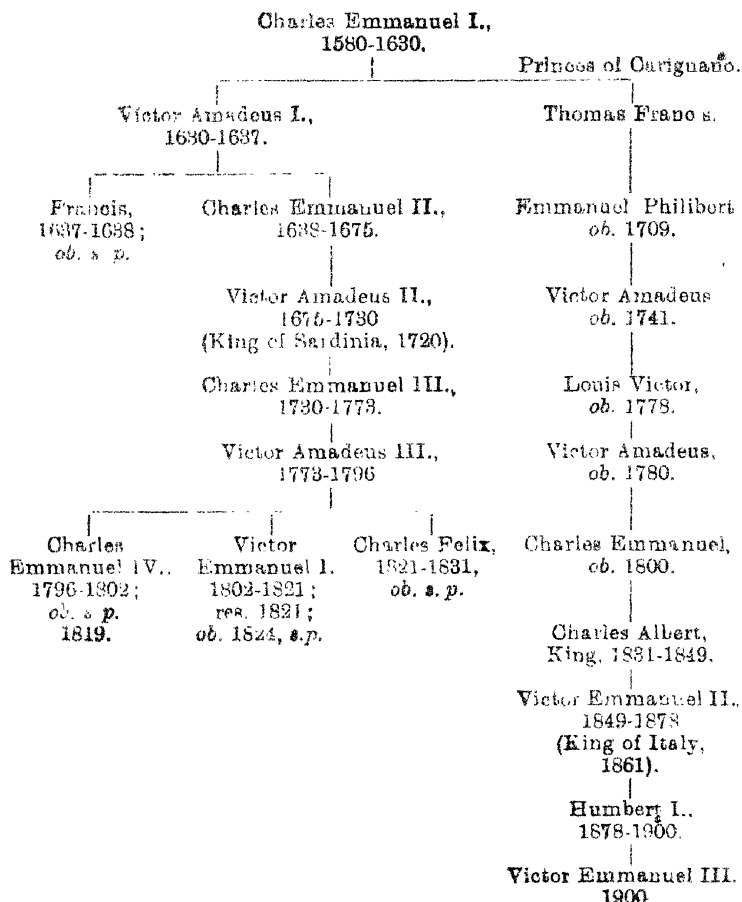 Charles Emmanuel I.,
1580-1630.
Princes of Carignano.
Victor Amadeus I.,
1630-1637.
Thomas Francis.
Francis,
1637-1638;
ob. s. p.
Charles Emmanuel II.,
1638-1675.
Emmanuel Philibert
ob. 1709.
Victor Amadeus II.,
1675-1730
(King of Sardinia, 1720).
Victor Amadeus
ob. 1741.
Charles Emmanuel III.,
1730-1773.
Louis Victor,
ob. 1778.
Victor Amadeus III.,
1773-1796
Victor Amadeus,
ob. 1780.
Charles
Emmanuel IV.,
1796-1802;
ob. s. p.
1819.
Victor
Emmanuel I.
1802-1821;
res. 1821;
ob. 1824, s.p.
Charles Felix,
1821-1831,
ob. s. p.
Charles Emmanuel,
ob. 1800.
Charles Albert,
King, 1831-1849.
Victor Emmanuel II.,
1849-1878
(King of Italy,
1861).
Humbert I.,
1878-1900.
Victor Emmanuel III.
1900